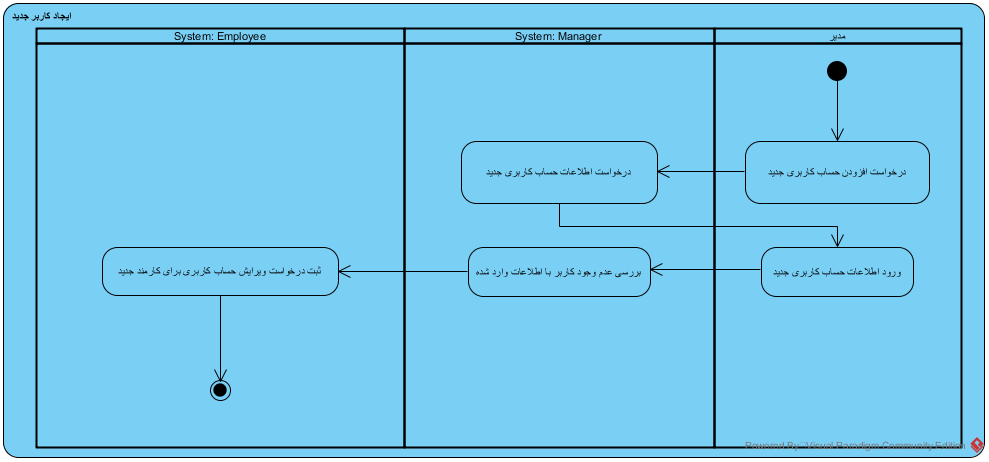 ایجاد کاربر جدید
System: Employee
System: Manager
مدیر
درخواست افزودن حساب کاربری جدید
درخواست اطلاعات حساب کاربری جدید
ورود اطلاعات حساب کاربری جدید
بررسی عدم وجود کاربر با اطلاعات وارد شده
ثبت درخواست ویرایش حساب کاربری برای کارمند جدید
Powered By Visual Paradigm Community Edition